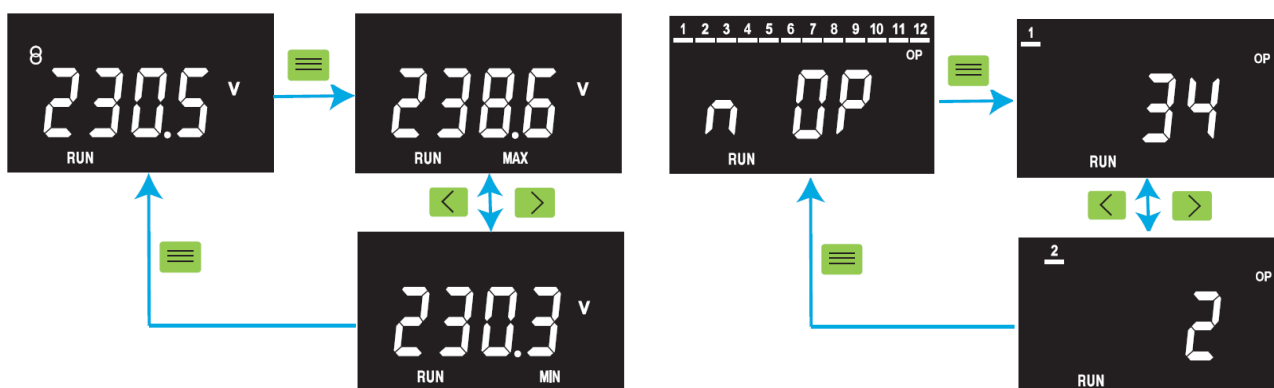 230.5 V
RUN
238.6 V
RUN MAX
230.3 V
RUN MIN
1 2 3 4 5 6 7 8 9 10 11 12
OP
n OP
RUN
1
OP
34
RUN
2
OP
2
RUN